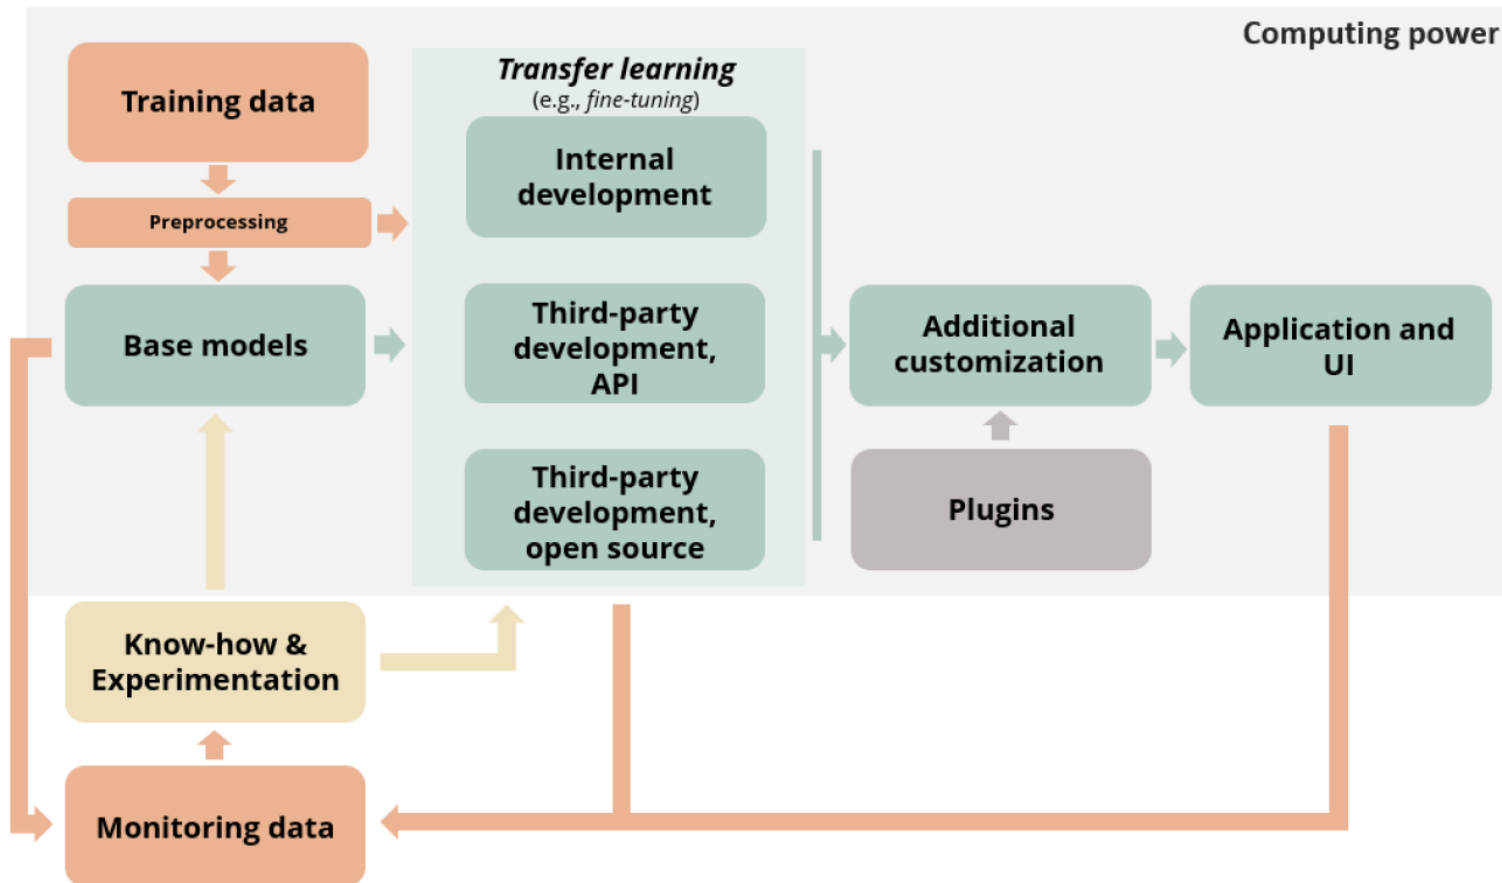 Computing power
Training data
Preprocessing
Base models
Transfer learning
(e.g., fine-tuning)
Internal
development
Third-party
development,
API
Third-party
development,
open source
Additional
customization
Application and
UI
Plugins
Know-how &
Experimentation
Monitoring data